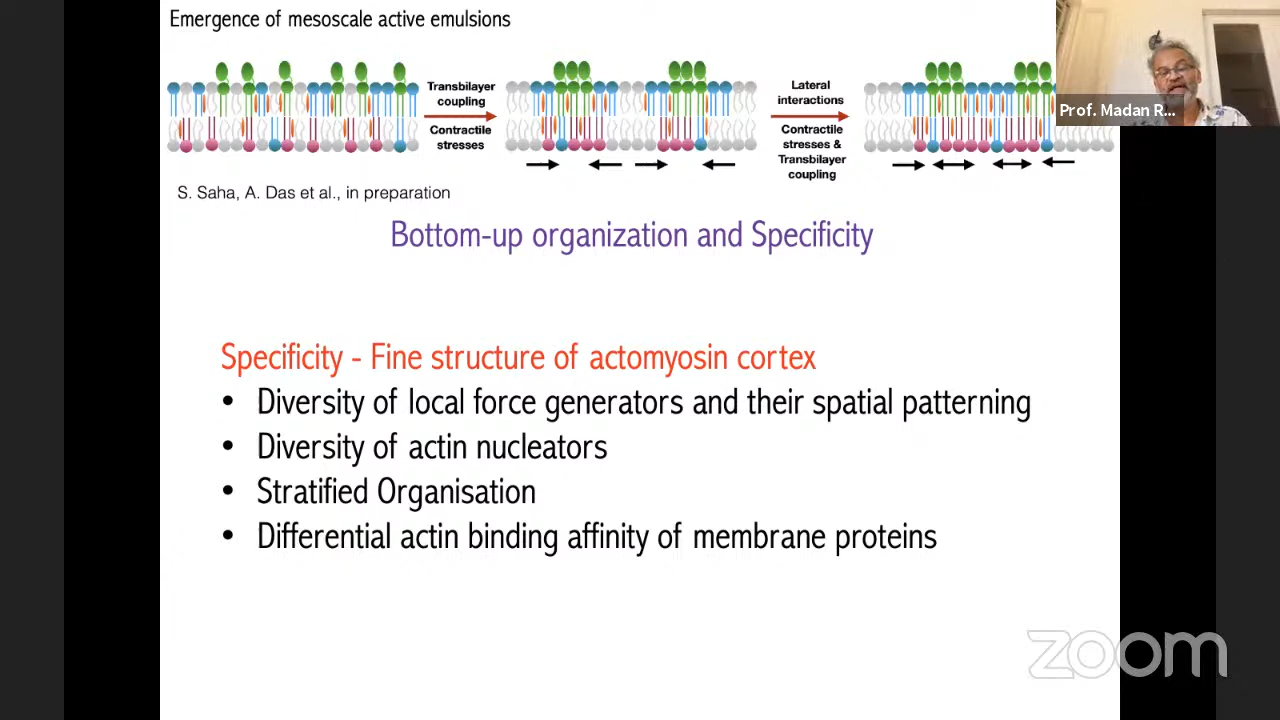 Emergence of mesoscale active emulsions
Transbilayer
coupling
Contractile
stresses
Lateral
interactions
Contractile
stresses &
Transbilayer
coupling
Prof. Madan R...
S. Saha, A. Das et al., in preparation
Bottom-up organization and Specificity
Specificity - Fine structure of actomyosin cortex
• Diversity of local force generators and their spatial patterning
• Diversity of actin nucleators
• Stratified Organisation
• Differential actin binding affinity of membrane proteins
zoom